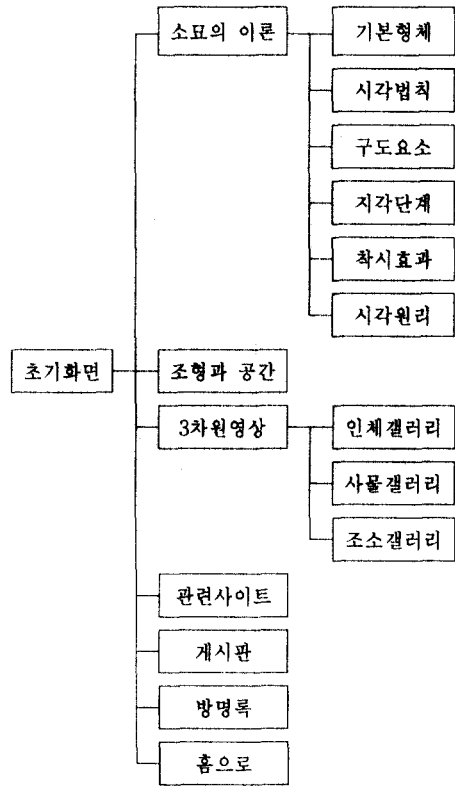 소묘의 이론
기본형체
시각법칙
구도요소
지각단계
착시효과
시각원리
초기화면
조형과 공간
3차원영상
인체갤러리
사물갤러리
조소갤러리
관련사이트
게시판
방명록
홈으로